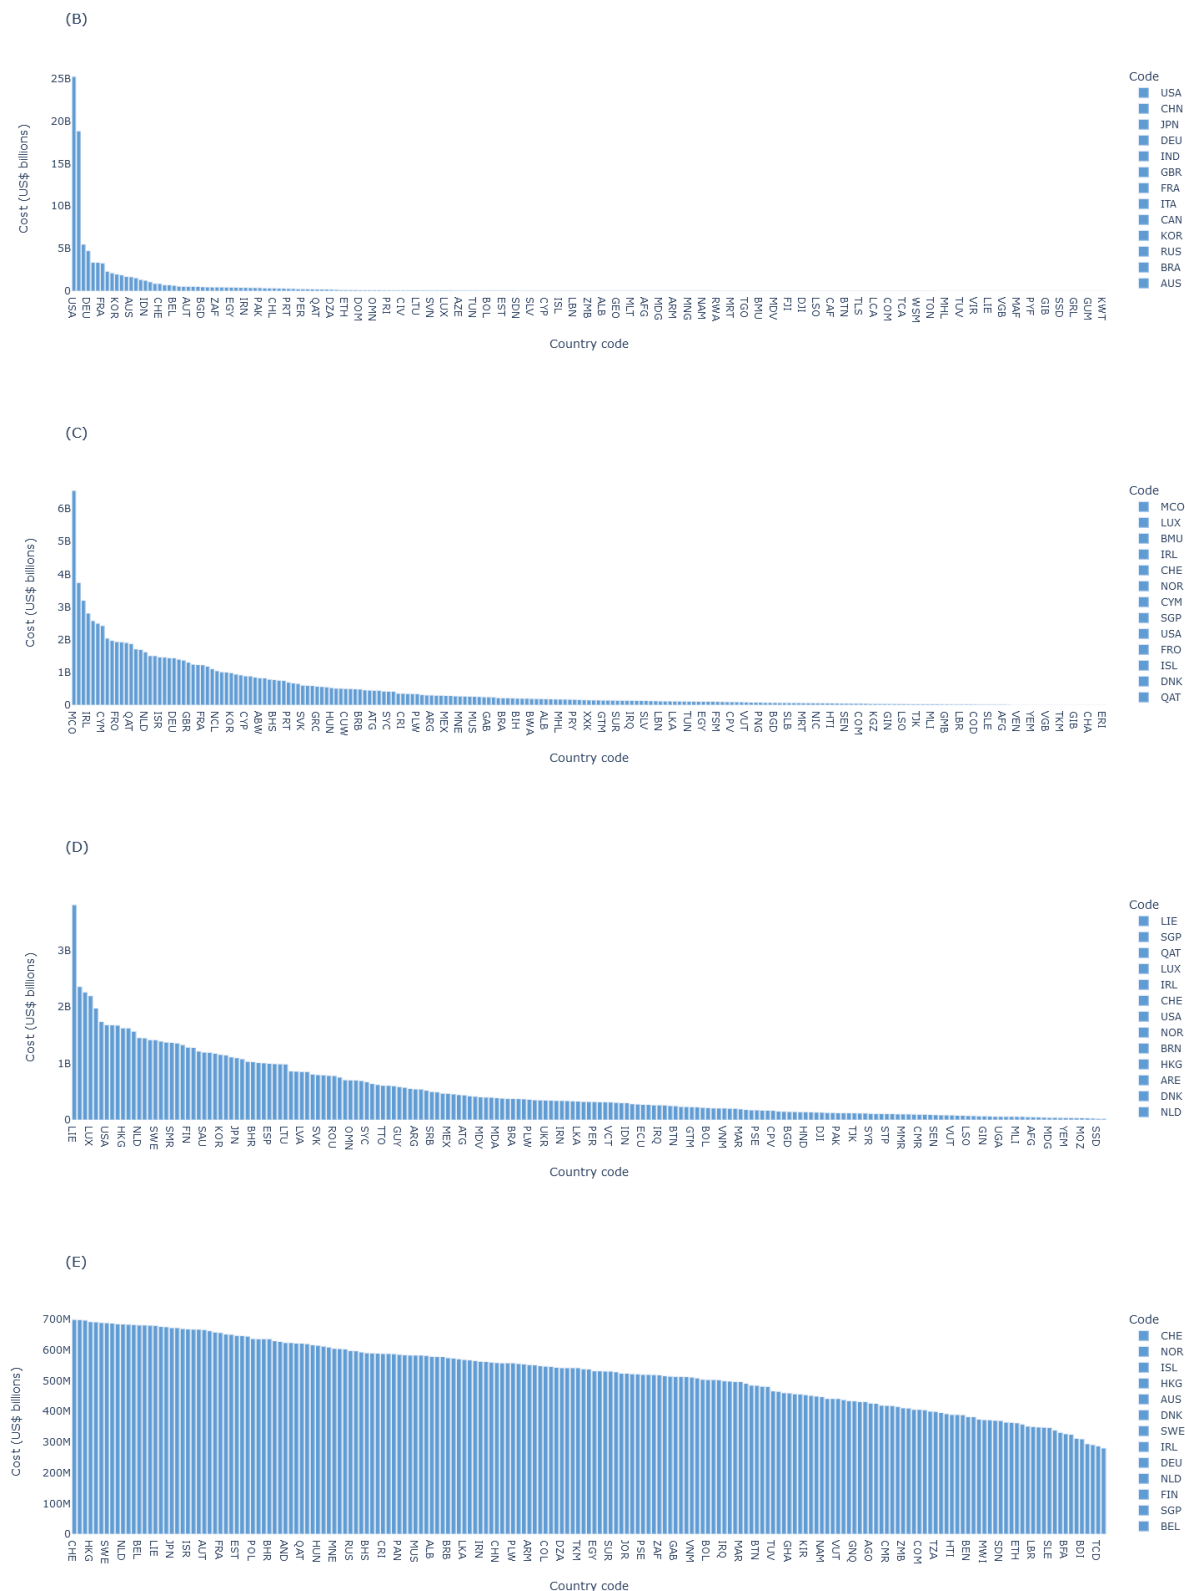 (B)
25B
20B
15B
10B
5B
0
Cost (US$ billions)
USA DEU FRA KOR AUS IDN CHE BEL AUT BGD ZAF EGY IRN PAK CHL PRT PER QAT DZA ETH DOM OMN PRI CIV LTU SVN LUX AZE TUN BOL EST SDN SLV CYP ISL LBN ZMB ALB GEO MLT AFG MDG ARM MNG NAM RWA MRT TGO BMU MDV FJI DJI LSO CAF BTN TLS LCA COM TCA WSM TON MHL TUV VIR LIE VGB MAF PYF GIB SSD GRL GUM KWT
Country code
Code
USA
CHN
JPN
DEU
IND
GBR
FRA
ITA
CAN
KOR
RUS
BRA
AUS
(C)
6B
5B
4B
3B
2B
1B
0
Cost (US$ billions)
MCO IRL CYM FRO QAT NLD ISR DEU GBR FRA NCL KOR CYP ABW BHS PRT SVK GRC HUN CUW BRB ATG SYC CRI PLW ARG MEX MNE MUS GAB BRA BIH BWA ALB MHL PRY XXK GTM SUR IRQ SLV LBN LKA TUN EGY FSM CPV VUT PNG BGD SLB MRT NIC HTI SEN COM KGZ GIN LSO TJK MLI GMB LBR COD SLE AFG VEN YEM VGB TKM GIB CHA ERI
Country code
Code
MCO
LUX
BMU
IRL
CHE
NOR
CYM
SGP
USA
FRO
ISL
DNK
QAT
(D)
3B
2B
1B
0
Cost (US$ billions)
LIE LUX USA HKG NLD SWE SMR FIN SAU KOR JPN BHR ESP LTU LVA SVK ROU OMN SYC TTO GUY ARG SRB MEX ATG MDV MDA BRA PLW UKR IRN LKA PER VCT IDN ECU IRQ BTN GTM BOL VNM MAR PSE CPV BGD HND DJI PAK TJK SYR STP MMR CMR SEN VUT LSO GIN UGA MLI AFG MDG YEM MOZ SSD
Country code
Code
LIE
SGP
QAT
LUX
IRL
CHE
USA
NOR
BRN
HKG
ARE
DNK
NLD
(E)
700M
600M
500M
400M
300M
200M
100M
0
Cost (US$ billions)
CHE HKG SWE NLD BEL LIE JPN ISR AUT FRA EST POL BHR AND QAT HUN MNE RUS BHS CRI PAN MUS ALB BRB LKA IRN CHN PLW ARM COL DZA TKM EGY SUR JOR PSE ZAF GAB VNM BOL IRQ MAR BTN TUV GHA KIR NAM VUT GNQ AGO CMR ZMB COM TZA HTI BEN MWI SDN ETH LBR SLE BFA BDI TCD
Country code
Code
CHE
NOR
ISL
HKG
AUS
DNK
SWE
IRL
DEU
NLD
FIN
SGP
BEL